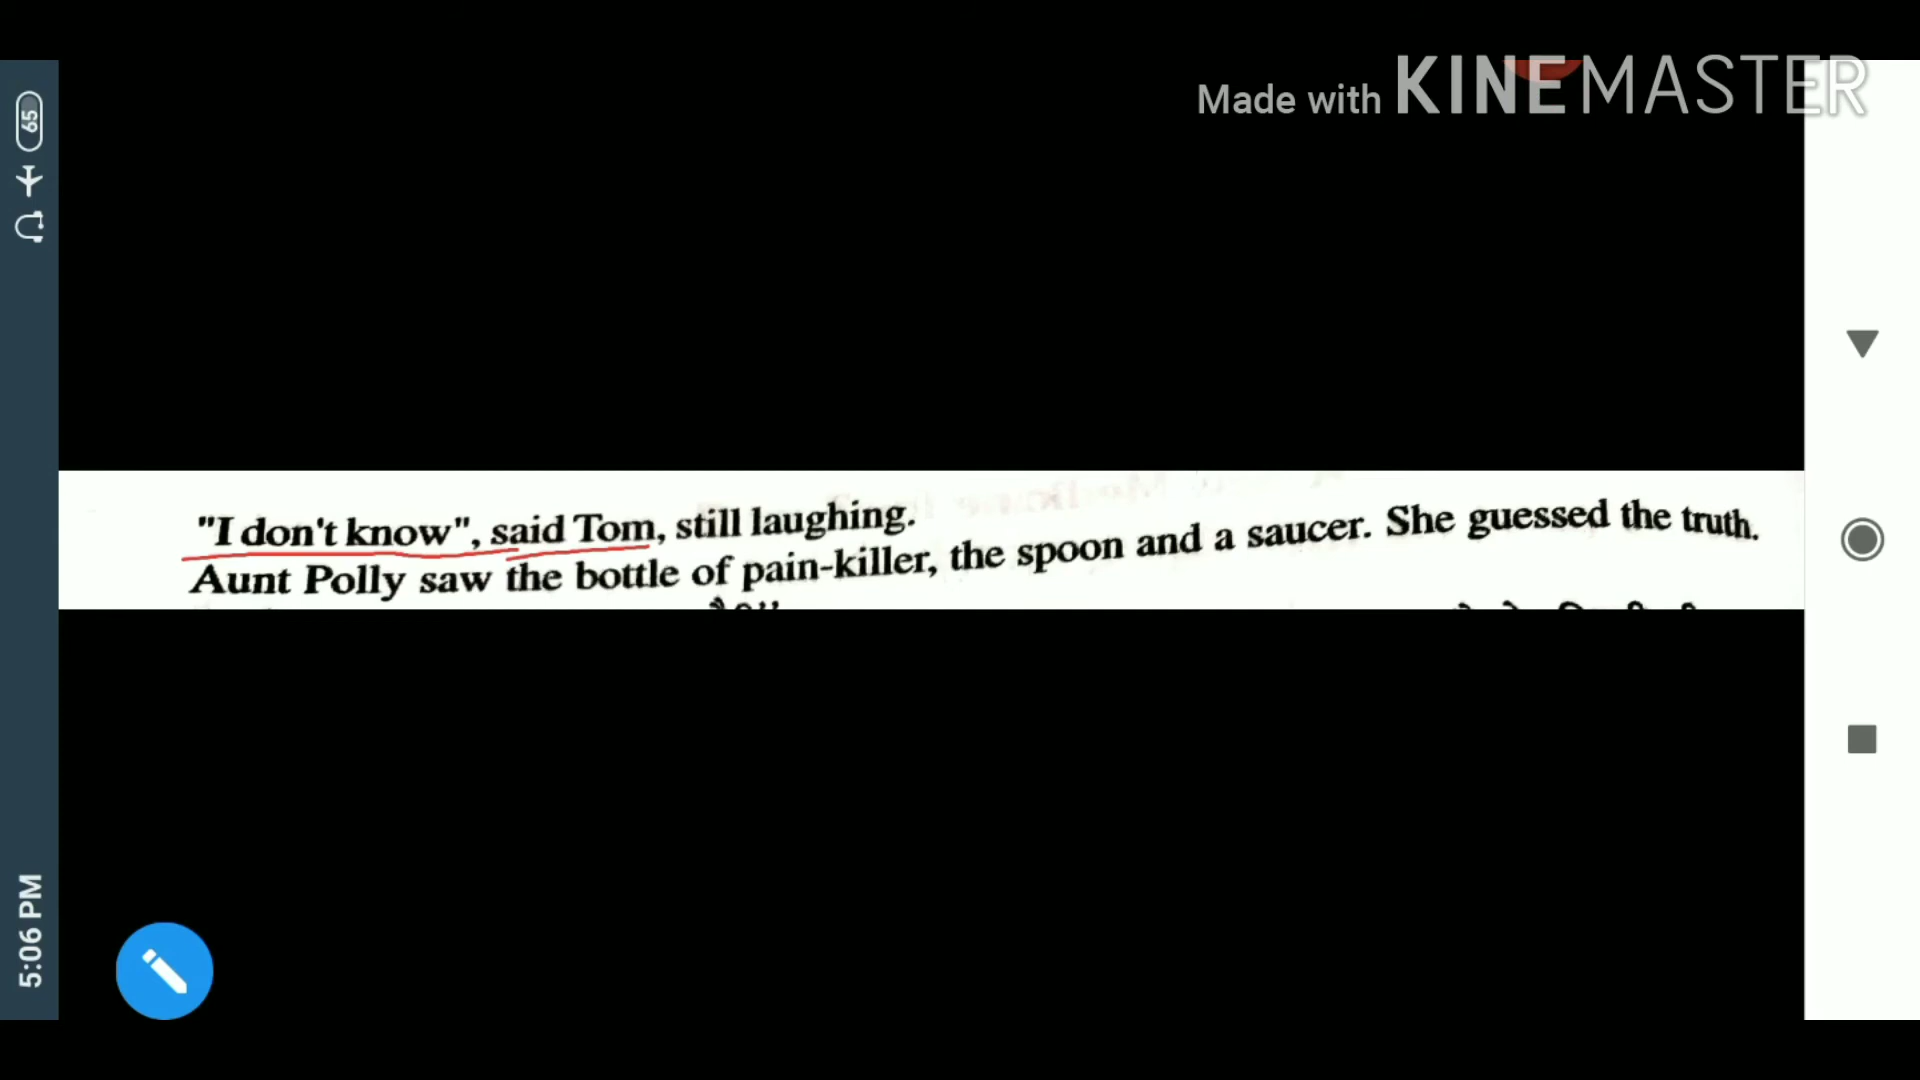 Made with KINEMASTER
65
"I don't know", said Tom, still laughing.
Aunt Polly saw the bottle of pain-killer, the spoon and a saucer. She guessed the truth.
5:06 PM